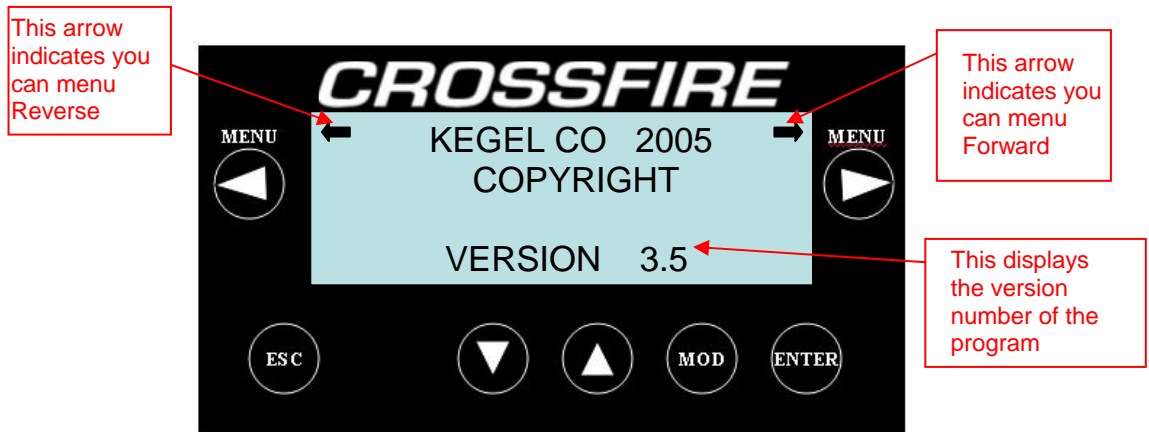 This arrow
indicates you
can menu
Reverse
CROSSFIRE
This arrow
indicates you
can menu
Forward
MENU
KEGEL CO 2005
MENU
COPYRIGHT
VERSION 3.5
This displays
the version
number of the
program
ESC
MOD
ENTER